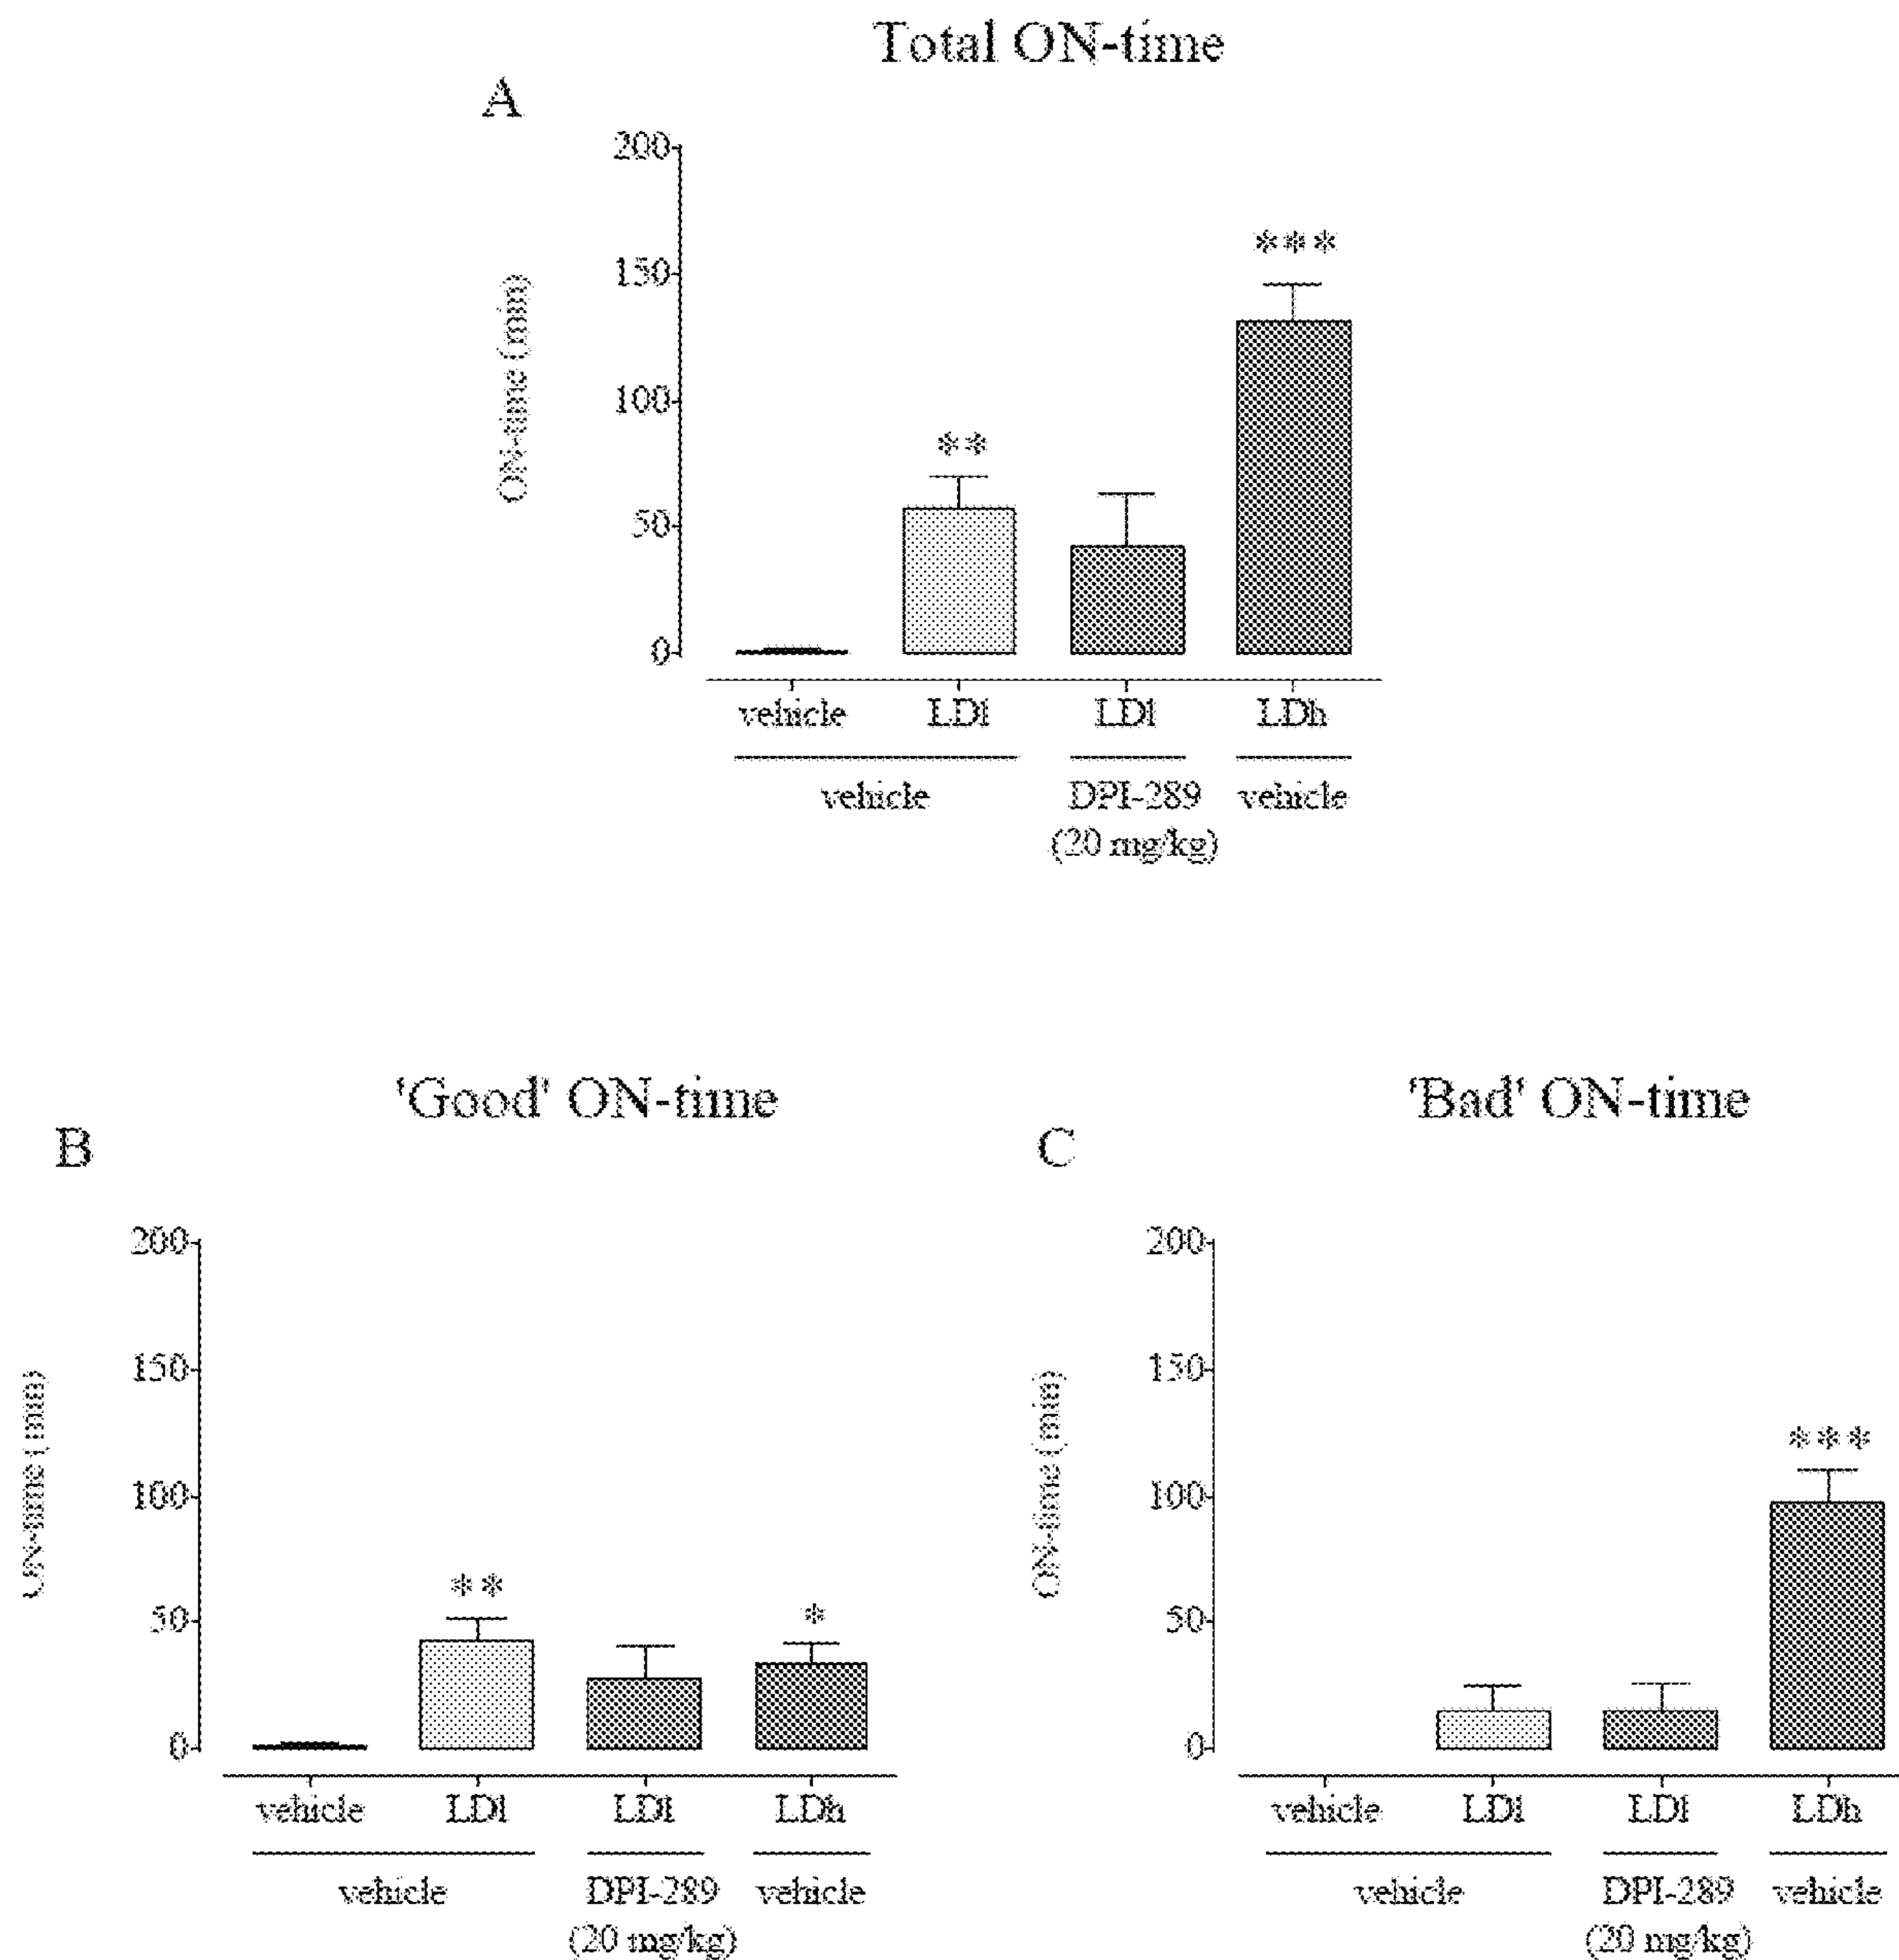 Total ON-time
A
200
150
100
50
0
ON-time (min)
**
***
vehicle LDl LDl LDh
vehicle DPI-289 vehicle
(20 mg/kg)
'Good' ON-time
B
200
150
100
50
0
ON-time (min)
**
*
vehicle LDl LDl LDh
vehicle DPI-289 vehicle
(20 mg/kg)
'Bad' ON-time
C
200
150
100
50
0
ON-time (min)
***
vehicle LDl LDl LDh
vehicle DPI-289 vehicle
(20 mg/kg)